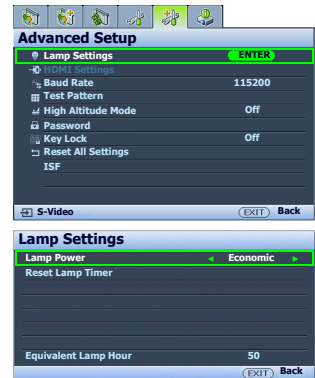 Advanced Setup
Lamp Settings ENTER
HDMI Settings
Baud Rate 115200
Test Pattern
High Altitude Mode Off
Password
Key Lock Off
Reset All Settings
ISF
S-Video EXIT Back
Lamp Settings
Lamp Power Economic
Reset Lamp Timer
Equivalent Lamp Hour 50
EXIT Back